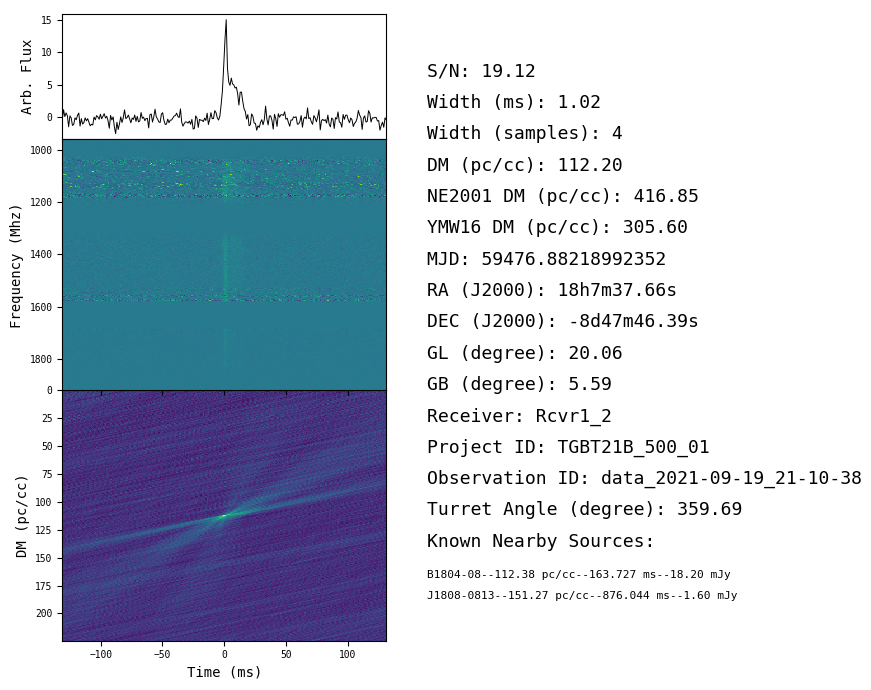 15
10
5
0
Arb. Flux
1000
1200
1400
1600
1800
Frequency (Mhz)
0
25
50
75
100
125
150
175
200
DM (pc/cc)
−100
−50
0
50
100
Time (ms)
S/N: 19.12
Width (ms): 1.02
Width (samples): 4
DM (pc/cc): 112.20
NE2001 DM (pc/cc): 416.85
YMW16 DM (pc/cc): 305.60
MJD: 59476.88218992352
RA (J2000): 18h7m37.66s
DEC (J2000): -8d47m46.39s
GL (degree): 20.06
GB (degree): 5.59
Receiver: Rcvr1_2
Project ID: TGBT21B_500_01
Observation ID: data_2021-09-19_21-10-38
Turret Angle (degree): 359.69
Known Nearby Sources:
B1804-08--112.38 pc/cc--163.727 ms--18.20 mJy
J1808-0813--151.27 pc/cc--876.044 ms--1.60 mJy